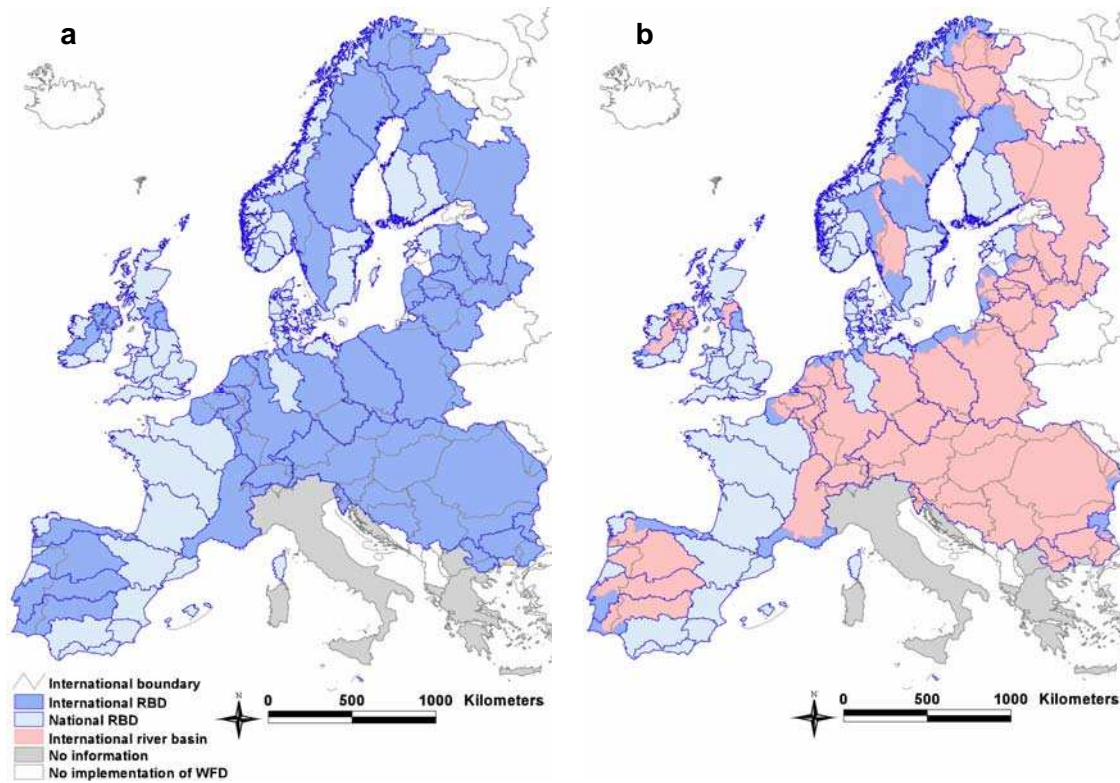 a
b
International boundary
International RBD
National RBD
International river basin
No information
No implementation of WFD
N
0 500 1000 Kilometers
N
0 500 1000 Kilometers